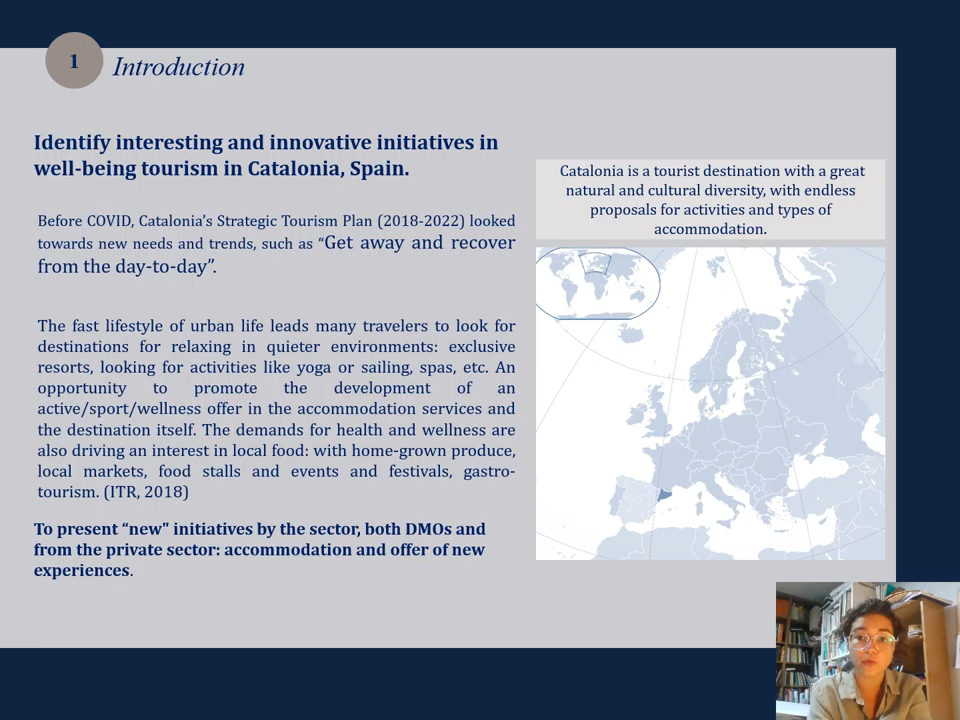 1
Introduction
Identify interesting and innovative initiatives in
well-being tourism in Catalonia, Spain.
Before COVID, Catalonia’s Strategic Tourism Plan (2018-2022) looked
towards new needs and trends, such as “Get away and recover
from the day-to-day”.
The fast lifestyle of urban life leads many travelers to look for
destinations for relaxing in quieter environments: exclusive
resorts, looking for activities like yoga or sailing, spas, etc. An
opportunity to promote the development of an
active/sport/wellness offer in the accommodation services and
the destination itself. The demands for health and wellness are
also driving an interest in local food: with home-grown produce,
local markets, food stalls and events and festivals, gastro-
tourism. (ITR, 2018)
To present “new" initiatives by the sector, both DMOs and
from the private sector: accommodation and offer of new
experiences.
Catalonia is a tourist destination with a great
natural and cultural diversity, with endless
proposals for activities and types of
accommodation.